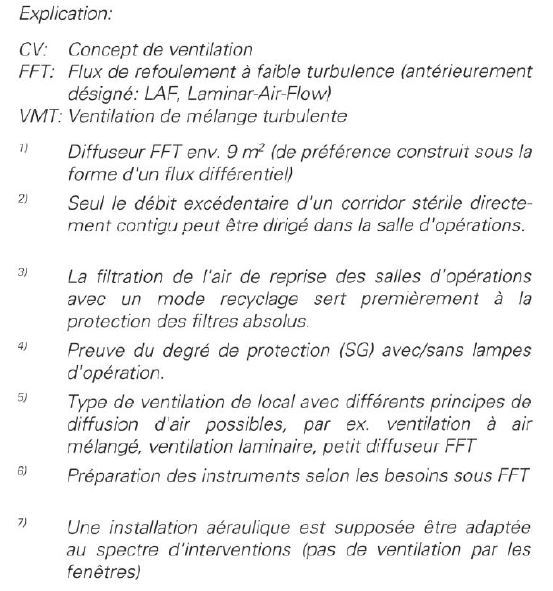 Explication:
CV: Concept de ventilation
FFT: Flux de refoulement à faible turbulence (antérieurement
désigné: LAF, Laminar-Air-Flow)
VMT: Ventilation de mélange turbulente
1) Diffuseur FFT env. 9 m² (de préférence construit sous la
forme d'un flux différentiel)
2) Seul le débit excédentaire d'un corridor stérile directe-
ment contigu peut être dirigé dans la salle d'opérations.
3) La filtration de l'air de reprise des salles d'opérations
avec un mode recyclage sert premièrement à la
protection des filtres absolus.
4) Preuve du degré de protection (SG) avec/sans lampes
d'opération.
5) Type de ventilation de local avec différents principes de
diffusion d'air possibles, par ex. ventilation à air
mélangé, ventilation laminaire, petit diffuseur FFT
6) Préparation des instruments selon les besoins sous FFT
7) Une installation aéraulique est supposée être adaptée
au spectre d'interventions (pas de ventilation par les
fenêtres)